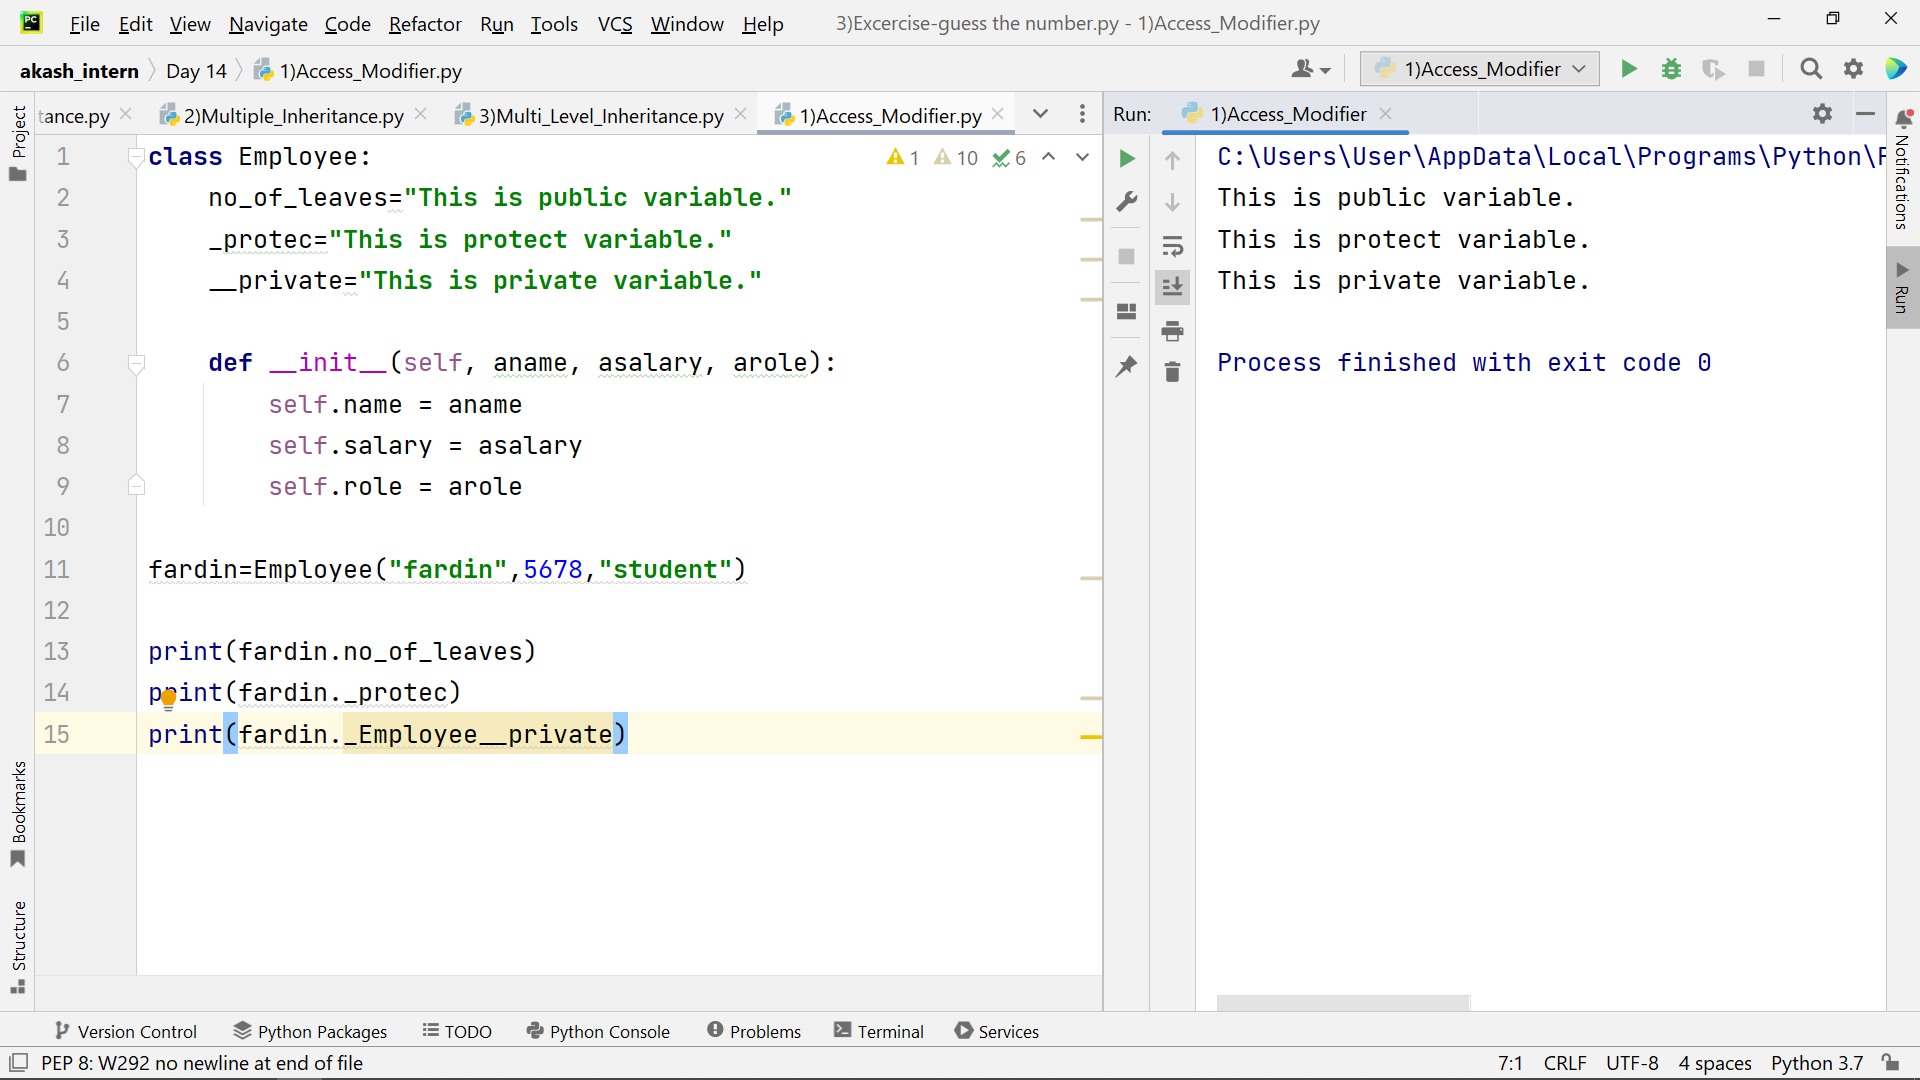 File Edit View Navigate Code Refactor Run Tools VCS Window Help 3)Excercise-guess the number.py - 1)Access_Modifier.py
akash_intern Day 14 1)Access_Modifier.py 1)Access_Modifier
tance.py 2)Multiple_Inheritance.py 3)Multi_Level_Inheritance.py 1)Access_Modifier.py
Run: 1)Access_Modifier
Project
Bookmarks
Structure
1 class Employee:
2     no_of_leaves="This is public variable."
3     _protec="This is protect variable."
4     __private="This is private variable."
5
6     def __init__(self, aname, asalary, arole):
7         self.name = aname
8         self.salary = asalary
9         self.role = arole
10
11 fardin=Employee("fardin",5678,"student")
12
13 print(fardin.no_of_leaves)
14 print(fardin._protec)
15 print(fardin._Employee__private)
1 10 6
C:\Users\User\AppData\Local\Programs\Python\
This is public variable.
This is protect variable.
This is private variable.
Process finished with exit code 0
Notifications
Run
Version Control Python Packages TODO Python Console Problems Terminal Services
PEP 8: W292 no newline at end of file 7:1 CRLF UTF-8 4 spaces Python 3.7